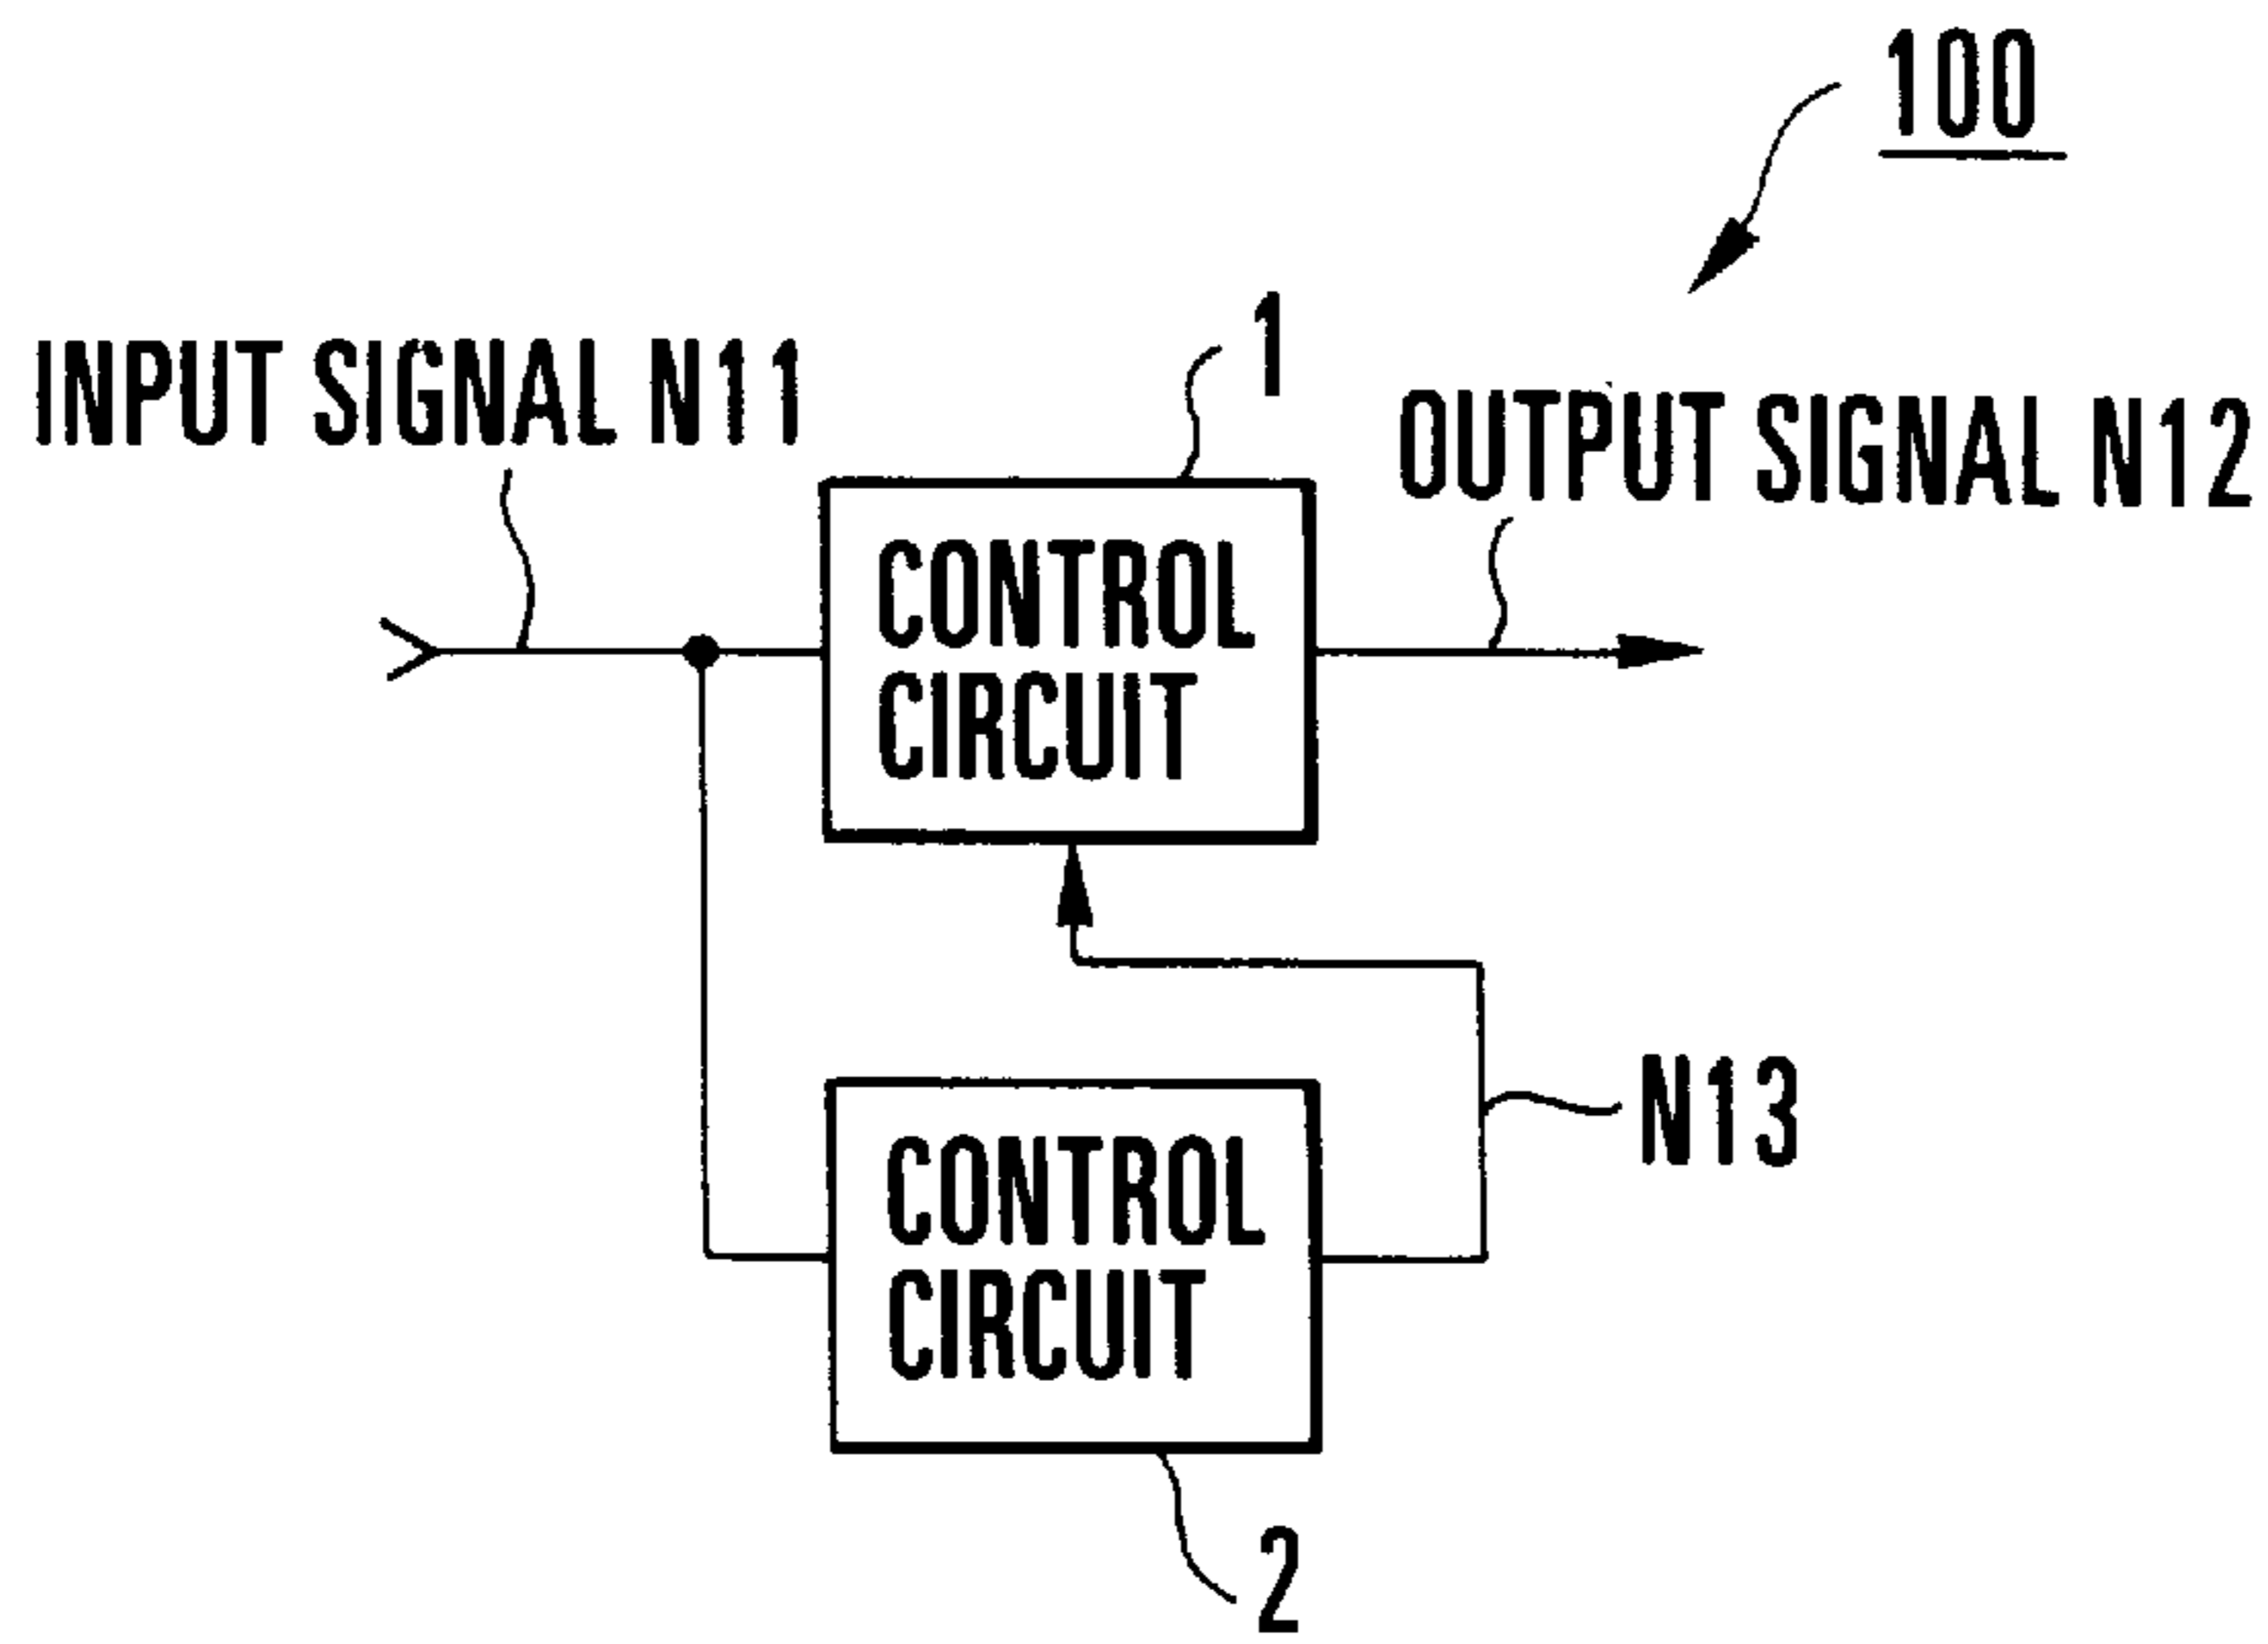 100
INPUT SIGNAL N11
1
OUTPUT SIGNAL N12
CONTROL
CIRCUIT
N13
CONTROL
CIRCUIT
2